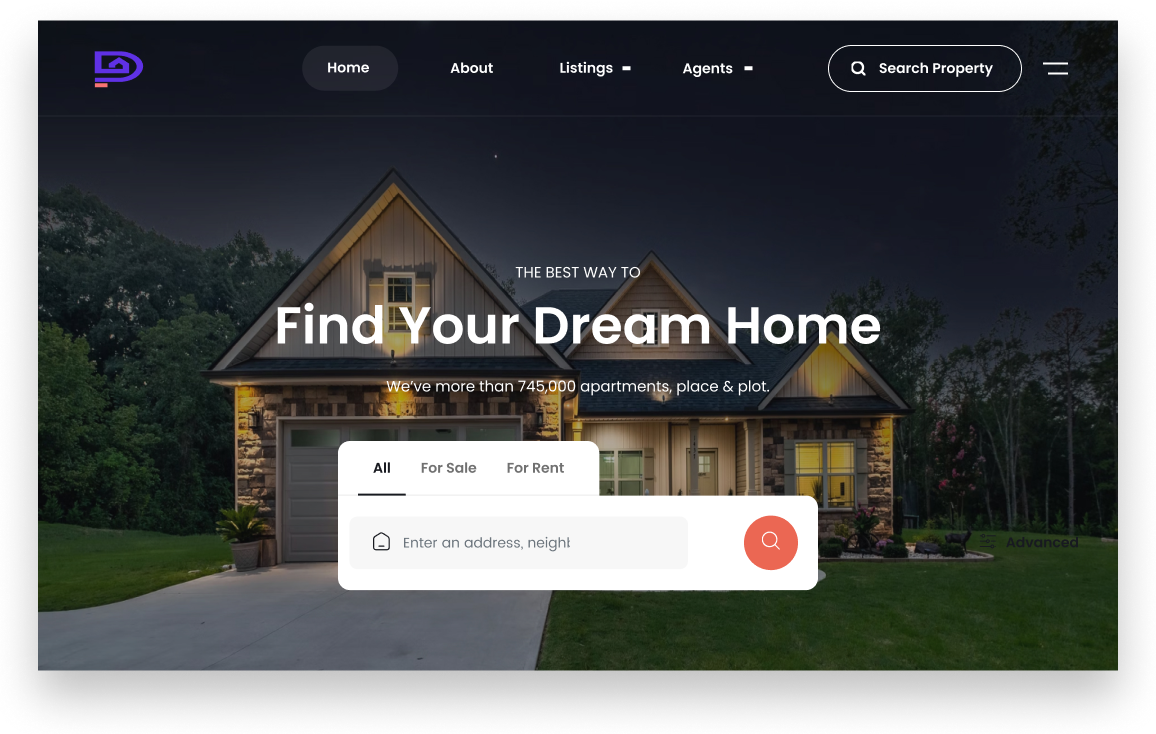 Home
About
Listings
Agents
Search Property
THE BEST WAY TO
Find Your Dream Home
We've more than 745,000 apartments, place & plot.
All
For Sale
For Rent
Enter an address, neighb
Advanced